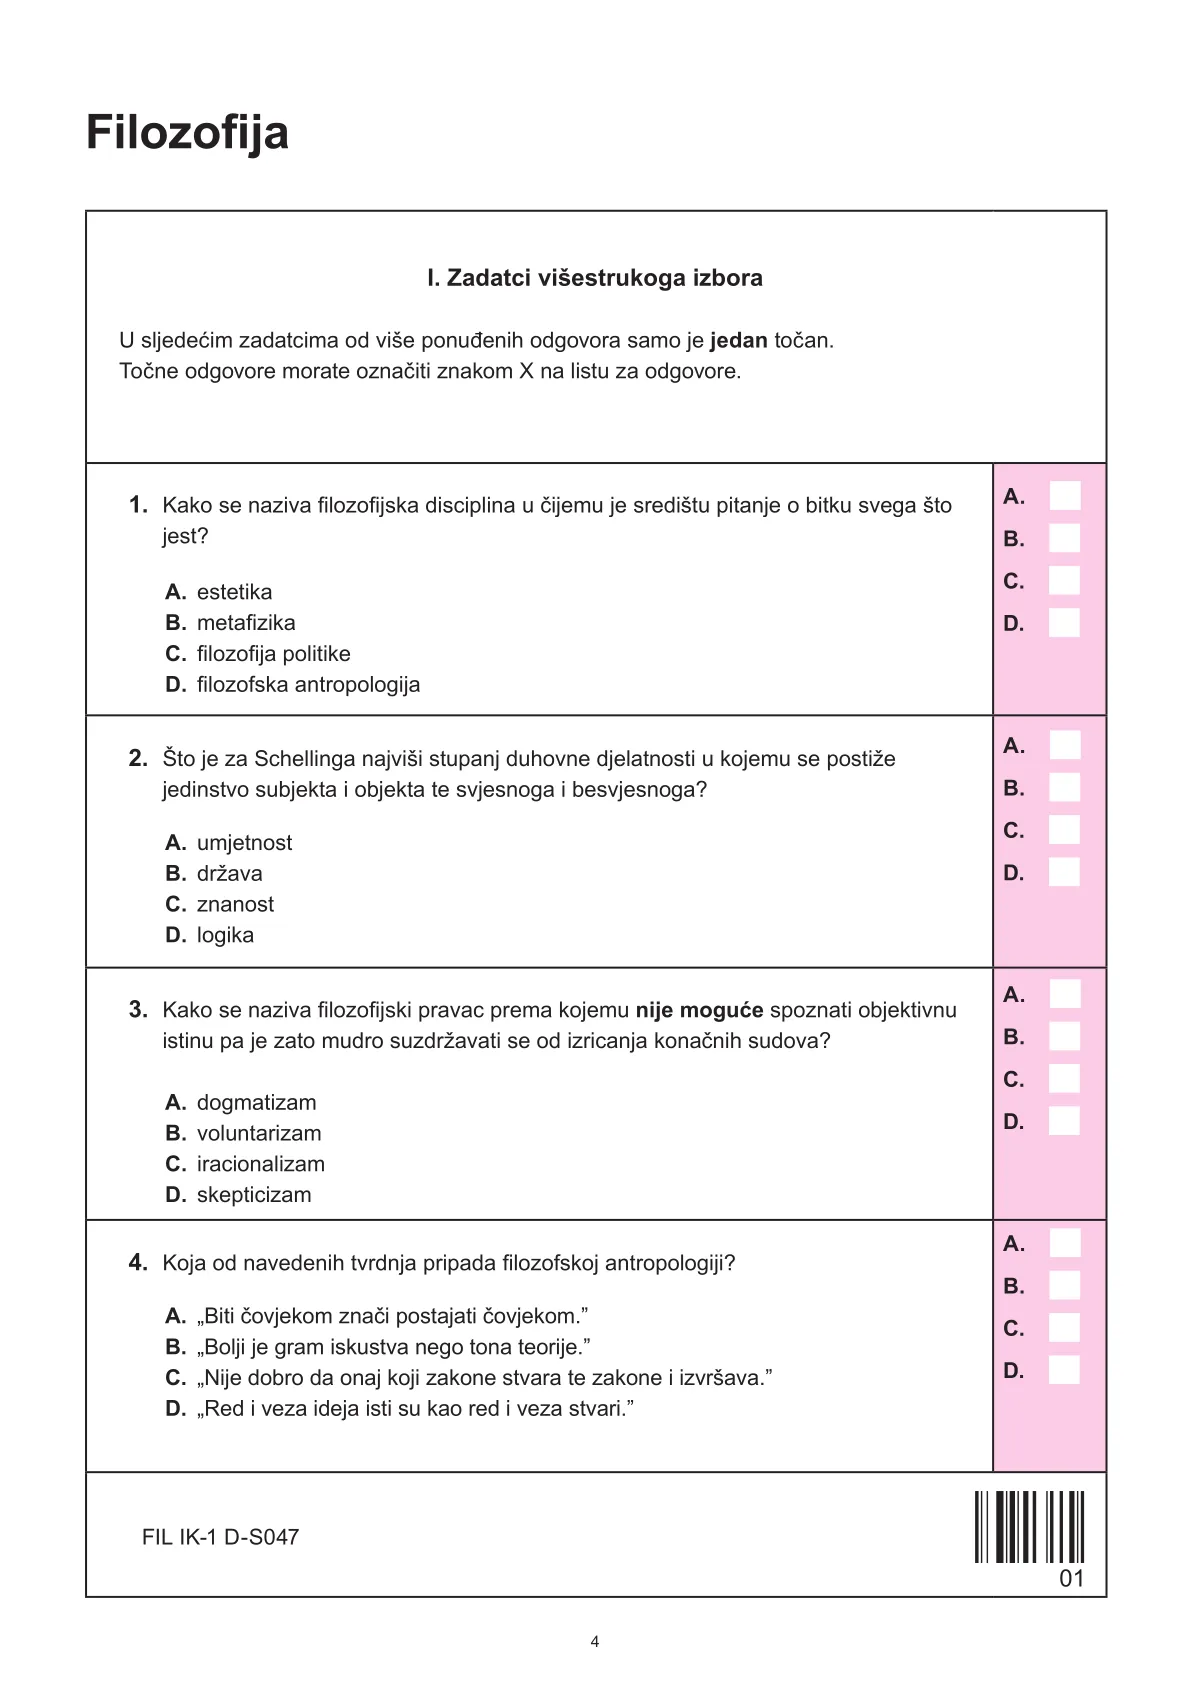 Filozofija
I. Zadatci višestrukoga izbora
U sljedećim zadatcima od više ponuđenih odgovora samo je jedan točan.
Točne odgovore morate označiti znakom X na listu za odgovore.
1. Kako se naziva filozofijska disciplina u čijemu je središtu pitanje o bitku svega što
jest?
A. estetika
B. metafizika
C. filozofija politike
D. filozofska antropologija
A.
B.
C.
D.
2. Što je za Schellinga najviši stupanj duhovne djelatnosti u kojemu se postiže
jedinstvo subjekta i objekta te svjesnoga i besvjesnoga?
A. umjetnost
B. država
C. znanost
D. logika
A.
B.
C.
D.
3. Kako se naziva filozofijski pravac prema kojemu nije moguće spoznati objektivnu
istinu pa je zato mudro suzdržavati se od izricanja konačnih sudova?
A. dogmatizam
B. voluntarizam
C. iracionalizam
D. skepticizam
A.
B.
C.
D.
4. Koja od navedenih tvrdnja pripada filozofskoj antropologiji?
A. „Biti čovjekom znači postajati čovjekom.”
B. „Bolji je gram iskustva nego tona teorije.”
C. „Nije dobro da onaj koji zakone stvara te zakone i izvršava.”
D. „Red i veza ideja isti su kao red i veza stvari.”
A.
B.
C.
D.
FIL IK-1 D-S047
01
4